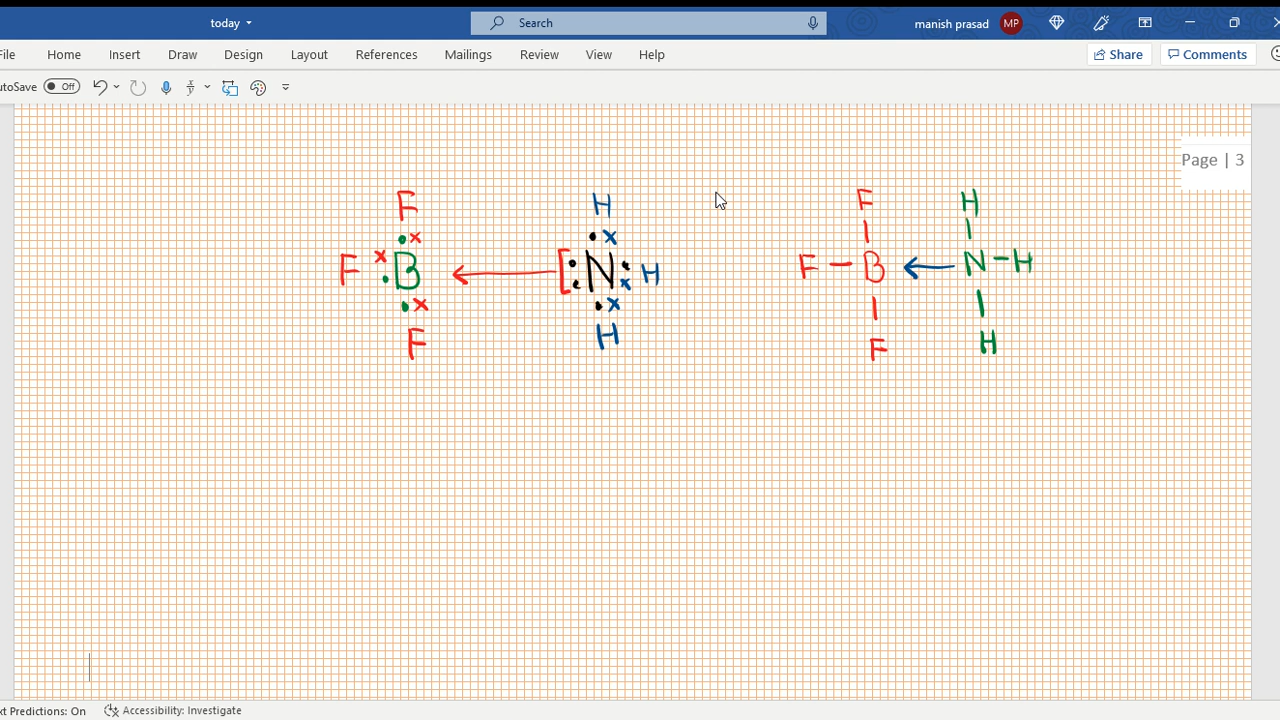 today
Search
manish prasad MP
File Home Insert Draw Design Layout References Mailings Review View Help Share Comments
AutoSave Off x/y
Page | 3
F H F H
x x
x
F B [ N H F – B N – H
x
x x
F H F H
xt Predictions: On Accessibility: Investigate